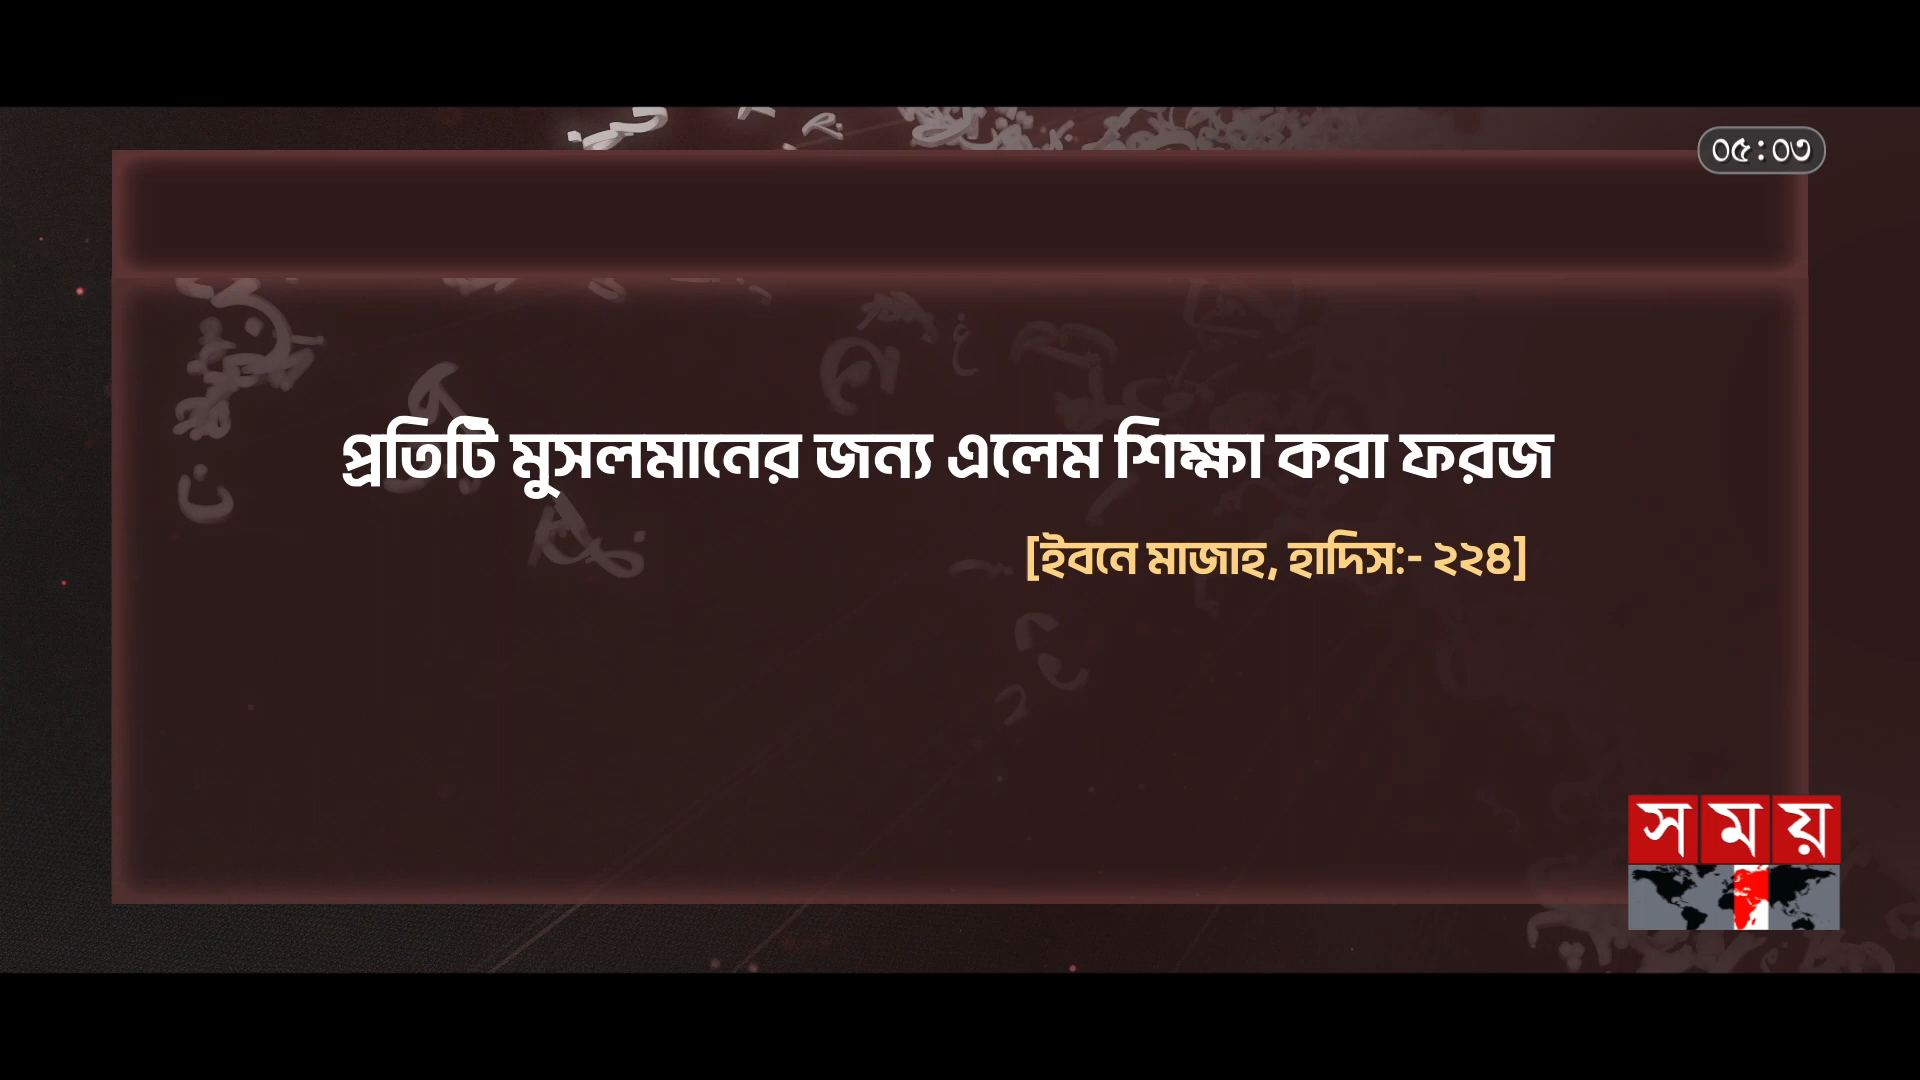 ০৫:০৩
প্রতিটি মুসলমানের জন্য এলেম শিক্ষা করা ফরজ
[ইবনে মাজাহ, হাদিস:- ২২৪]
সময়